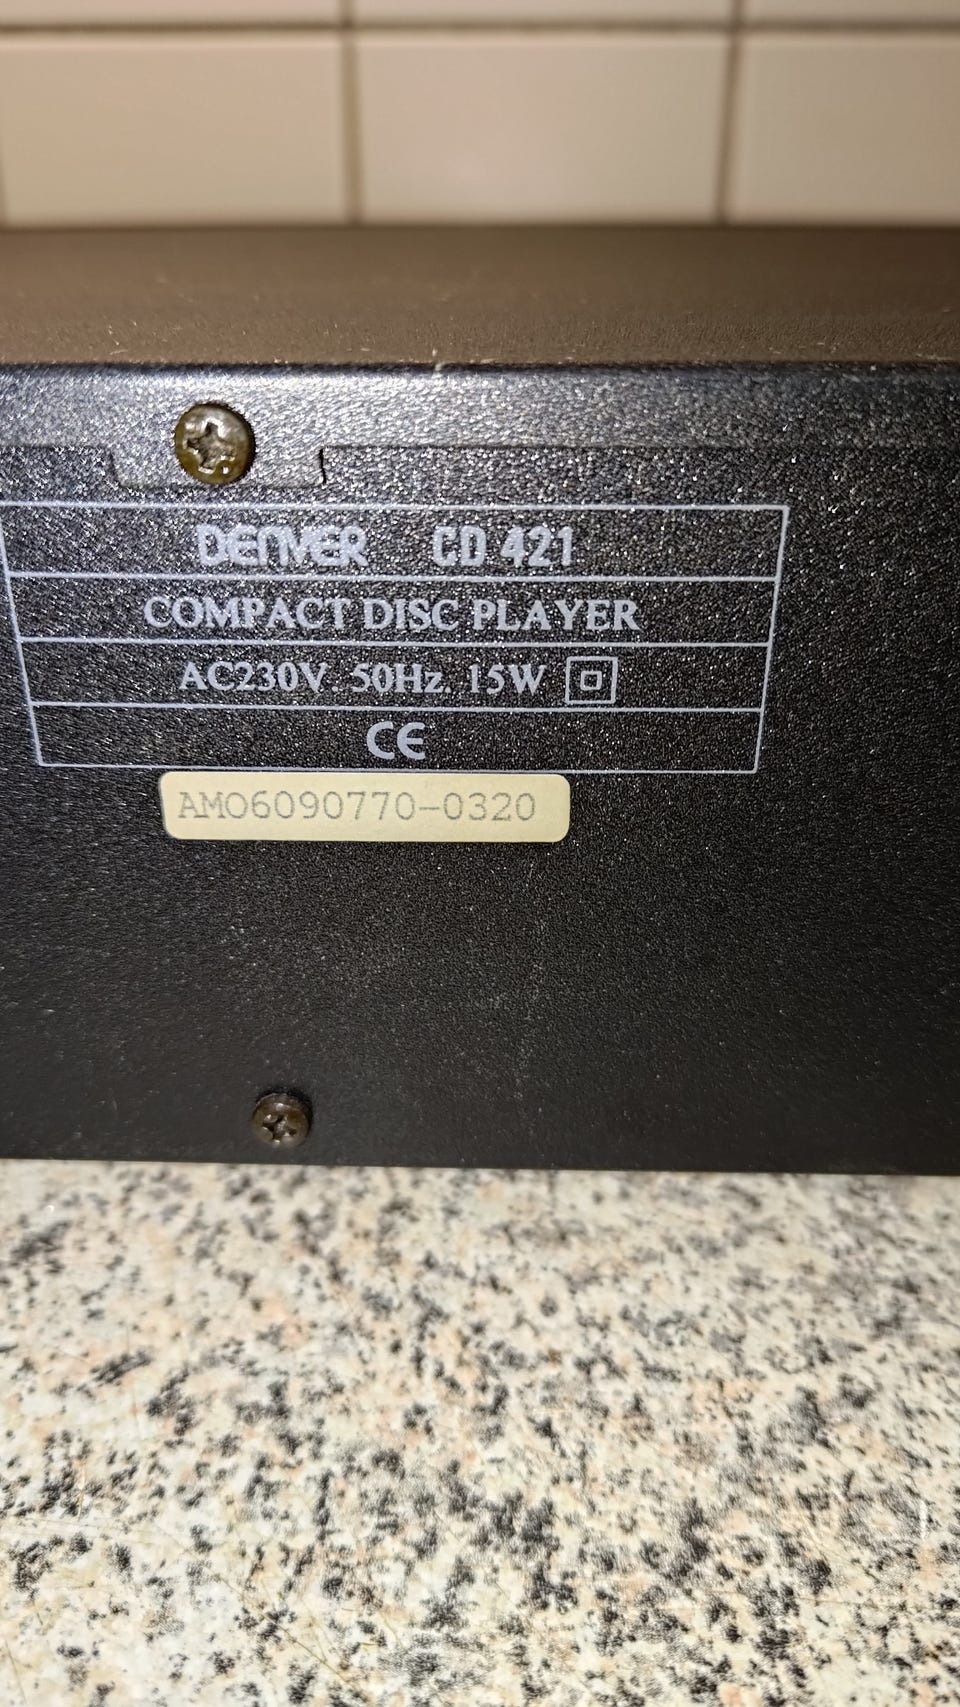 DENVER CD 421
COMPACT DISC PLAYER
AC230V. 50Hz. 15W
CE
AM06090770-0320